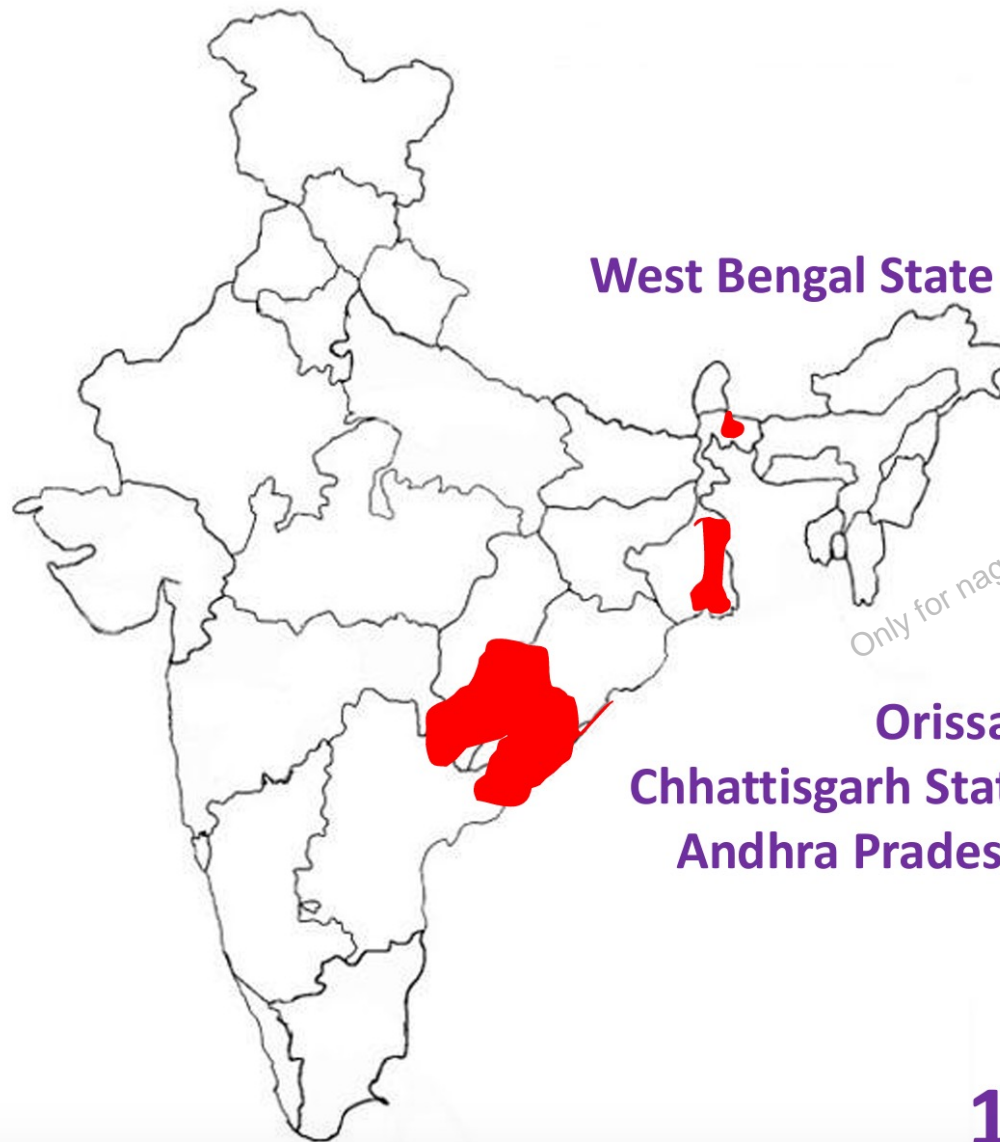 West Bengal State
Only for nag
Orissa
Chhattisgarh Stat
Andhra Prades
1